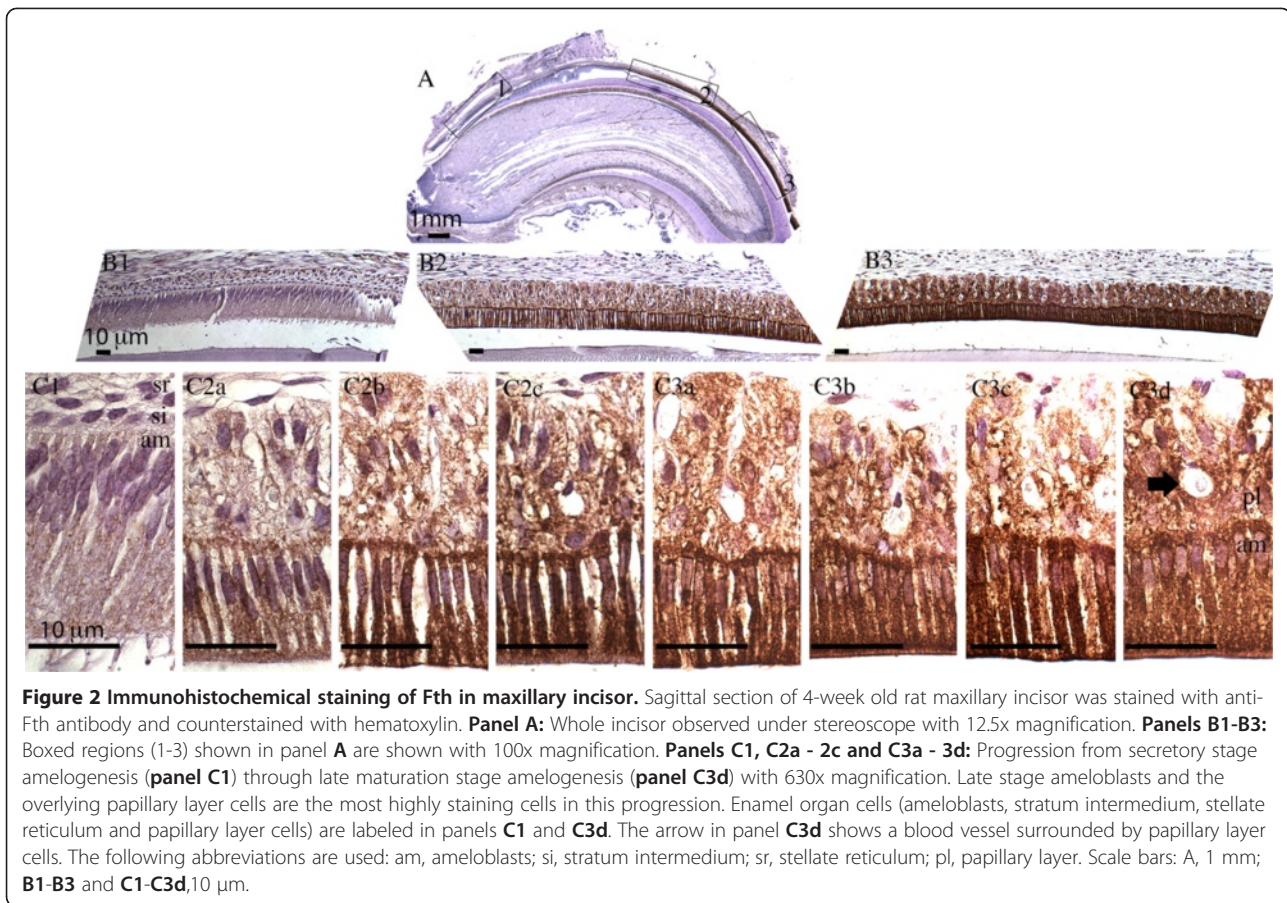 A
1
2
3
1mm
B1
B2
B3
10 μm
C1
sr
si
am
C2a
C2b
C2c
C3a
C3b
C3c
C3d
pl
am
10 μm
Figure 2 Immunohistochemical staining of Fth in maxillary incisor. Sagittal section of 4-week old rat maxillary incisor was stained with anti-
Fth antibody and counterstained with hematoxylin. Panel A: Whole incisor observed under stereoscope with 12.5x magnification. Panels B1-B3:
Boxed regions (1-3) shown in panel A are shown with 100x magnification. Panels C1, C2a - 2c and C3a - 3d: Progression from secretory stage
amelogenesis (panel C1) through late maturation stage amelogenesis (panel C3d) with 630x magnification. Late stage ameloblasts and the
overlying papillary layer cells are the most highly staining cells in this progression. Enamel organ cells (ameloblasts, stratum intermedium, stellate
reticulum and papillary layer cells) are labeled in panels C1 and C3d. The arrow in panel C3d shows a blood vessel surrounded by papillary layer
cells. The following abbreviations are used: am, ameloblasts; si, stratum intermedium; sr, stellate reticulum; pl, papillary layer. Scale bars: A, 1 mm;
B1-B3 and C1-C3d,10 μm.